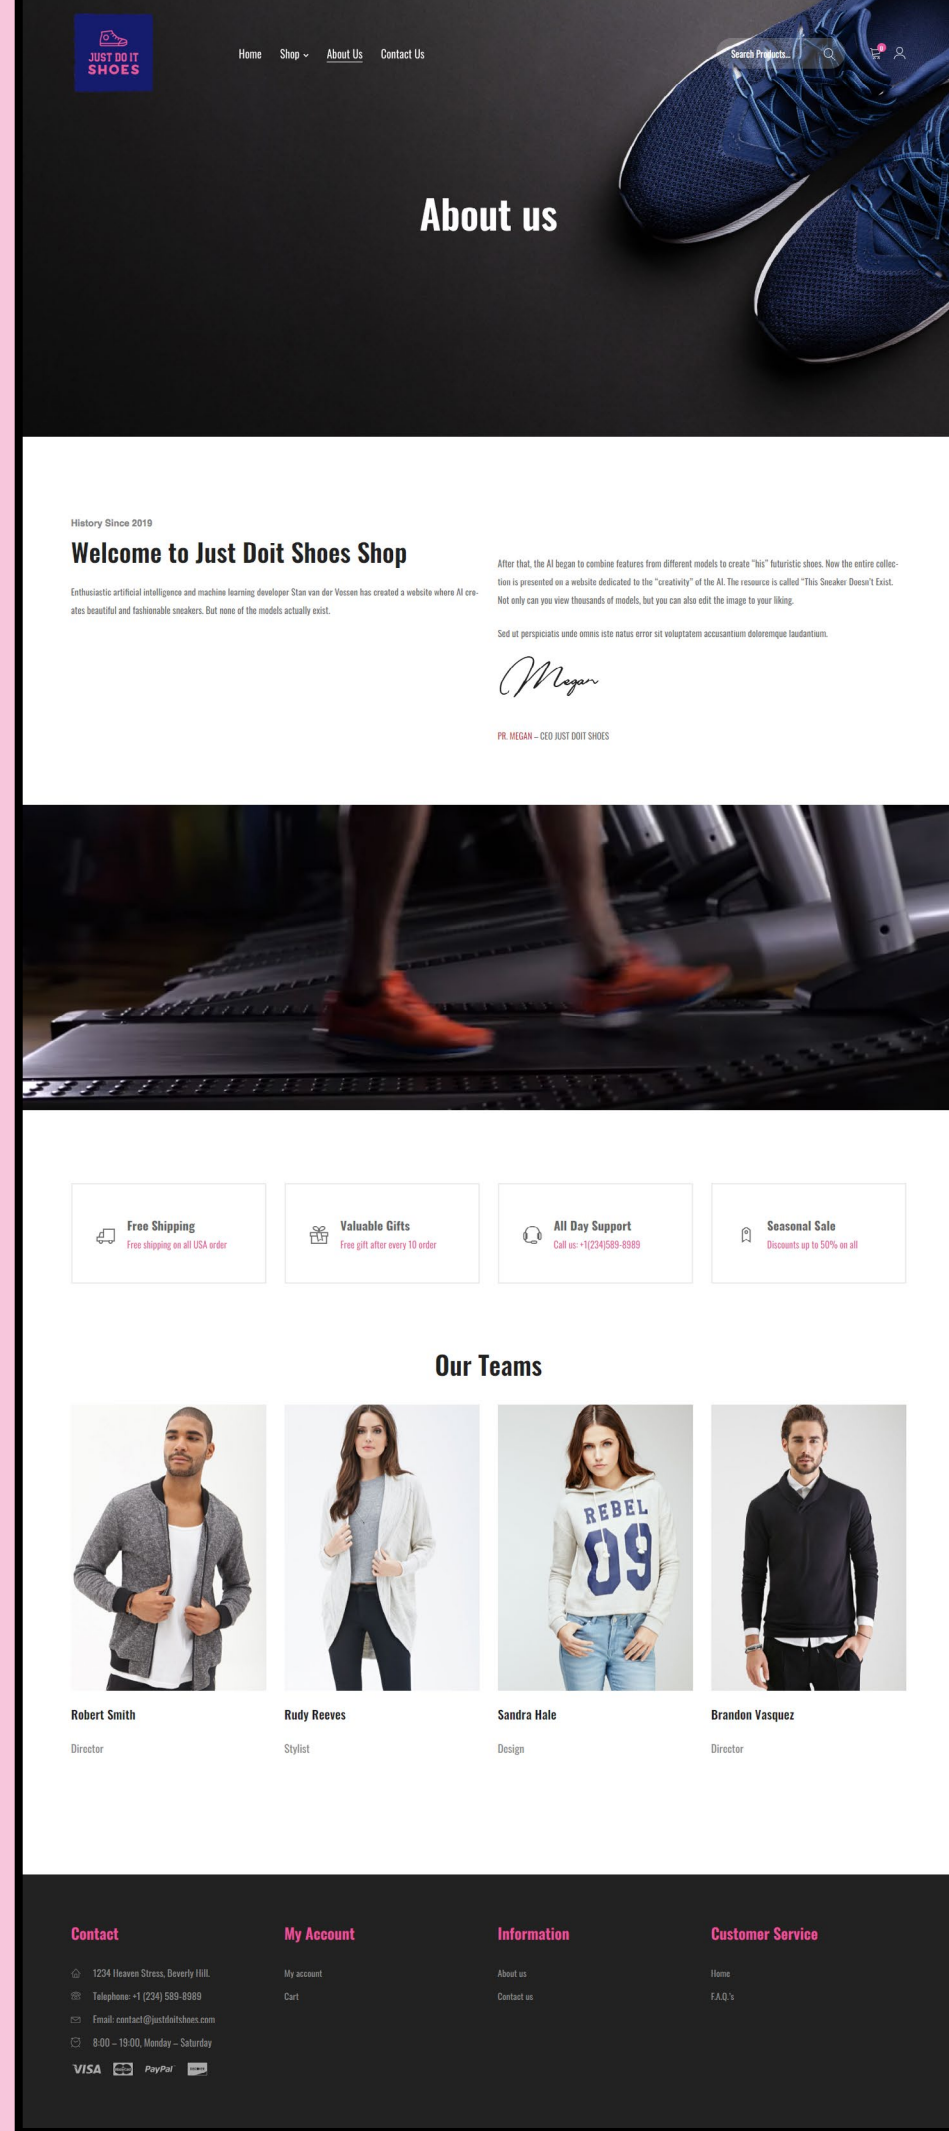 JUST DO IT
SHOES
Home Shop About Us Contact Us
Search Products...
0
About us
History Since 2019
Welcome to Just Doit Shoes Shop
Enthusiastic artificial intelligence and machine learning developer Stan van der Vossen has created a website where AI cre-
ates beautiful and fashionable sneakers. But none of the models actually exist.
After that, the AI began to combine features from different models to create "his" futuristic shoes. Now the entire collec-
tion is presented on a website dedicated to the "creativity" of the AI. The resource is called "This Sneaker Doesn't Exist.
Not only can you view thousands of models, but you can also edit the image to your liking.
Sed ut perspiciatis unde omnis iste natus error sit voluptatem accusantium doloremque laudantium.
Megan
PR. MEGAN – CEO JUST DOIT SHOES
Free Shipping
Free shipping on all USA order
Valuable Gifts
Free gift after every 10 order
All Day Support
Call us: +1(234)589-8989
Seasonal Sale
Discounts up to 50% on all
Our Teams
REBEL
09
Robert Smith
Director
Rudy Reeves
Stylist
Sandra Hale
Design
Brandon Vasquez
Director
Contact
1234 Heaven Stress, Beverly Hill.
Telephone: +1 (234) 589-8989
Email: contact@justdoitshoes.com
8:00 – 19:00, Monday – Saturday
VISA PayPal
My Account
My account
Cart
Information
About us
Contact us
Customer Service
Home
F.A.Q.'s